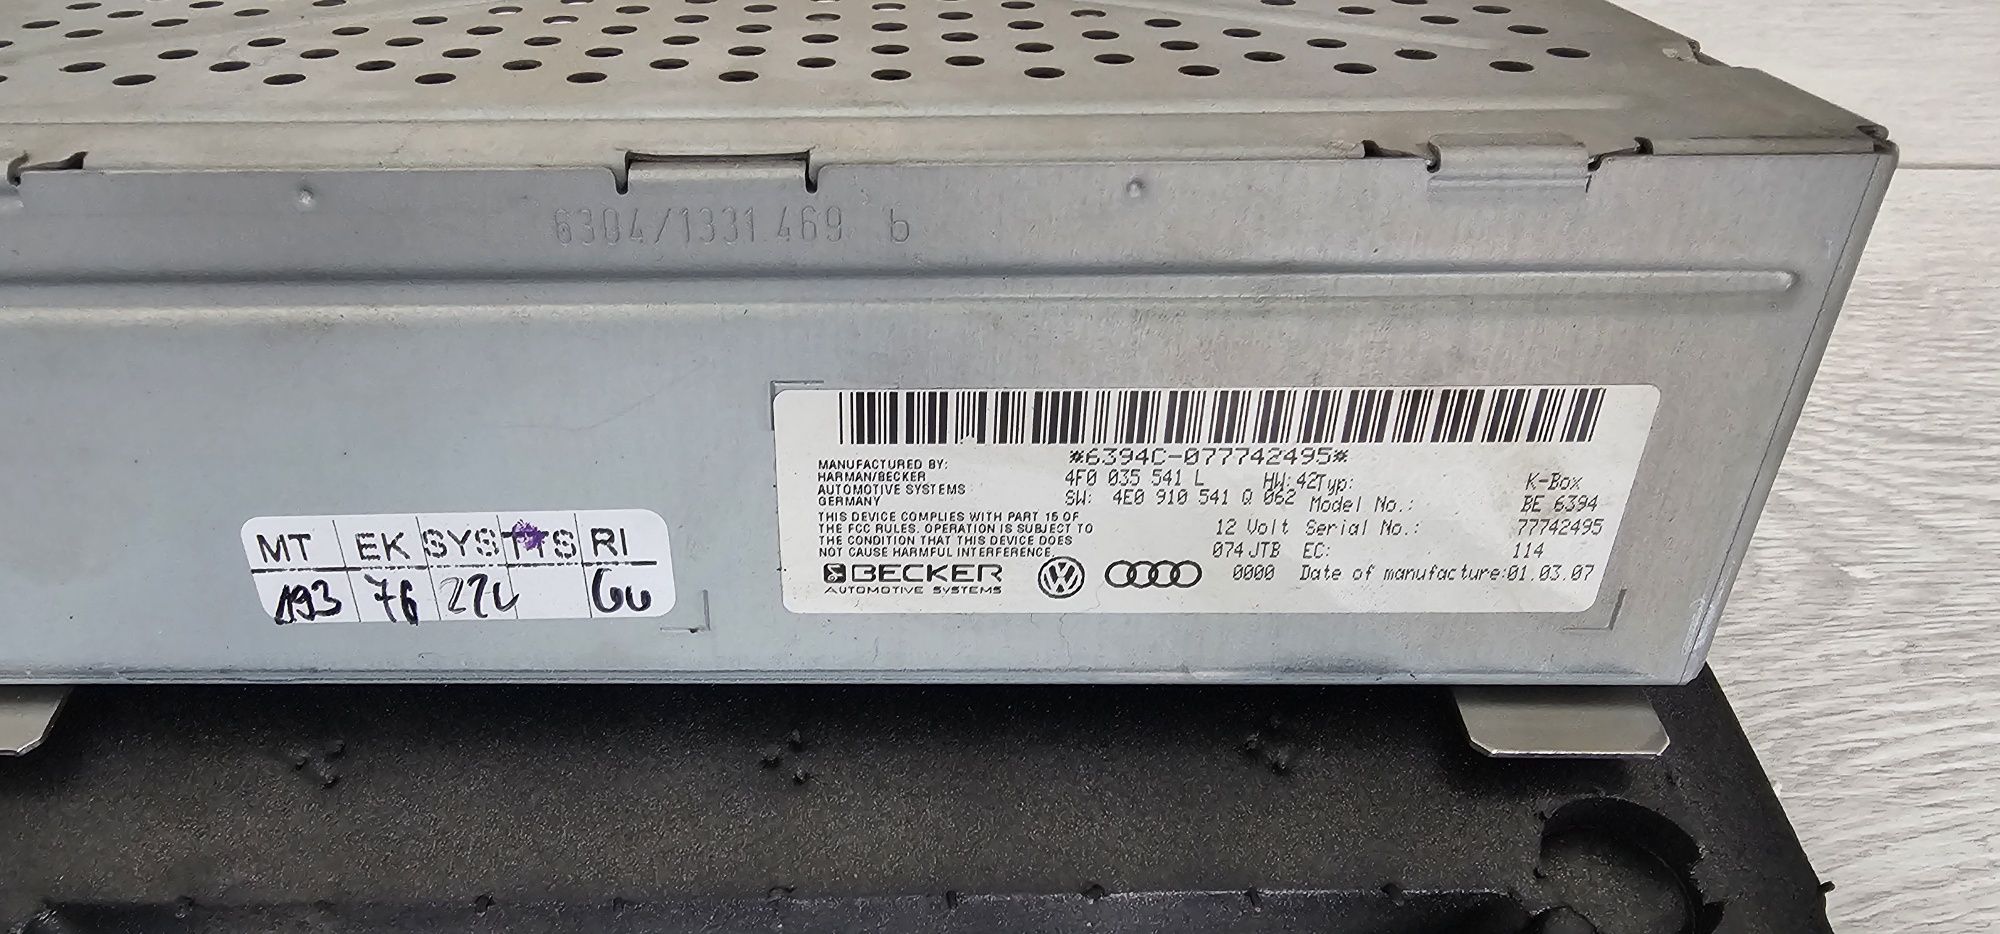 6304/1331.469 b
*6394C-077742495*
MANUFACTURED BY:
HARMAN/BECKER
AUTOMOTIVE SYSTEMS
GERMANY
4F0 035 541 L HW:42
SW: 4E0 910 541 Q 062
Typ: K-Box
Model No.: BE 6394
THIS DEVICE COMPLIES WITH PART 15 OF
THE FCC RULES. OPERATION IS SUBJECT TO
THE CONDITION THAT THIS DEVICE DOES
NOT CAUSE HARMFUL INTERFERENCE.
12 Volt Serial No.: 77742495
074 JTB EC: 114
0000 Date of manufacture:01.03.07
BECKER
AUTOMOTIVE SYSTEMS
MT EK SYS RI
193 76